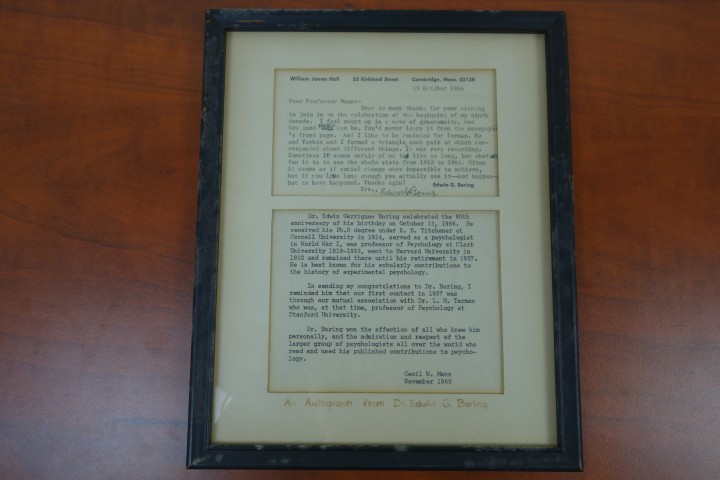 William James Hall 33 Kirkland Street Cambridge, Mass. 02138
23 October 1966
Dear Professor Mann:-
Ever so many thanks for your wishing
to join in on the celebration of the beginning of my ninth
decade. I feel swept up in a wave of generosity, and
how good can be. You'd never learn it from the newspaper
's front page. And I like to be reminded for Terman. He
and Yerkes and I formed a triangle, each pair of which cor-
responded about different things. It was very rewarding.
Sometimes it seems unfair of me to live so long, but
fun it is to see the whole vista from 1910 to 1966. Often
it seems as if social change were impossible to achieve,
but if you live long enough you actually see it--not happen--
but to have happened. Thanks again!
Edwin G. Boring
Dr. Edwin Garrigues Boring celebrated the 80th
anniversary of his birthday on October 23, 1966. He
received his Ph.D degree under E. B. Titchener at
Cornell University in 1914, served as a psychologist
in World War I, was professor of Psychology at Clark
University 1919-1922, went to Harvard University in
1922 and remained there until his retirement in 1957.
He is best known for his scholarly contributions to
the history of experimental psychology.
In sending my congratulations to Dr. Boring, I
reminded him that our first contact in 1937 was
through our mutual association with Dr. L. M. Terman
who was, at that time, professor of Psychology at
Stanford University.
Dr. Boring won the affection of all who knew him
personally, and the admiration and respect of the
larger group of psychologists all over the world who
read and used his published contributions to psycho-
logy.
Cecil W. Mann
November 1966
An Autograph from Dr. Edwin G. Boring